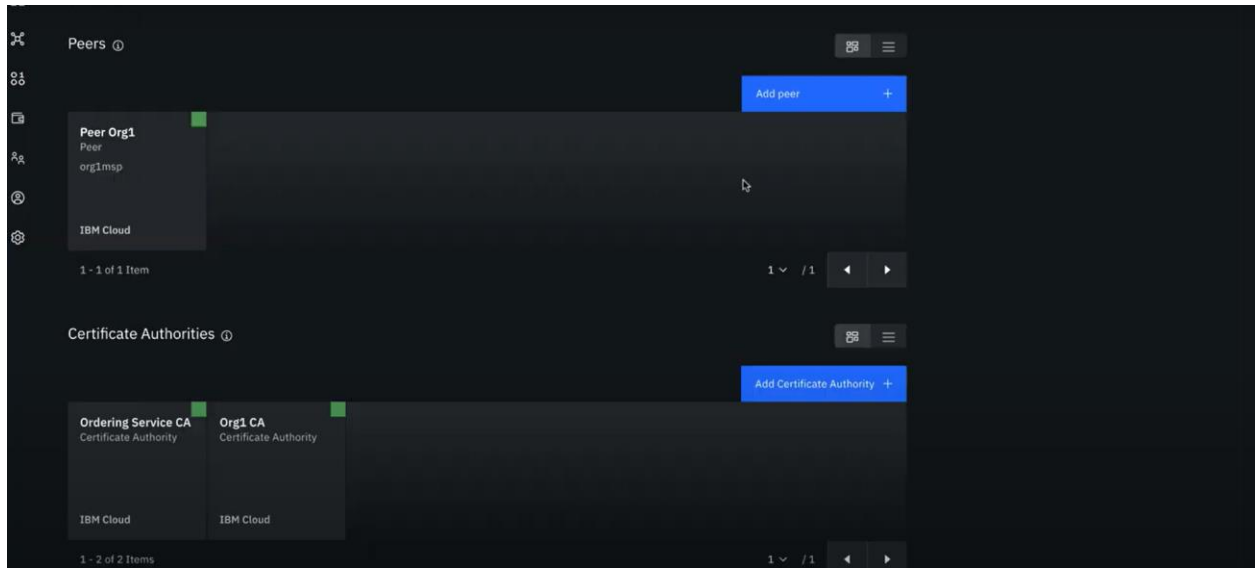 Peers
Add peer +
Peer Org1
Peer
org1msp
IBM Cloud
1 - 1 of 1 Item
1 /1
Certificate Authorities
Add Certificate Authority +
Ordering Service CA
Certificate Authority
IBM Cloud
Org1 CA
Certificate Authority
IBM Cloud
1 - 2 of 2 Items
1 /1